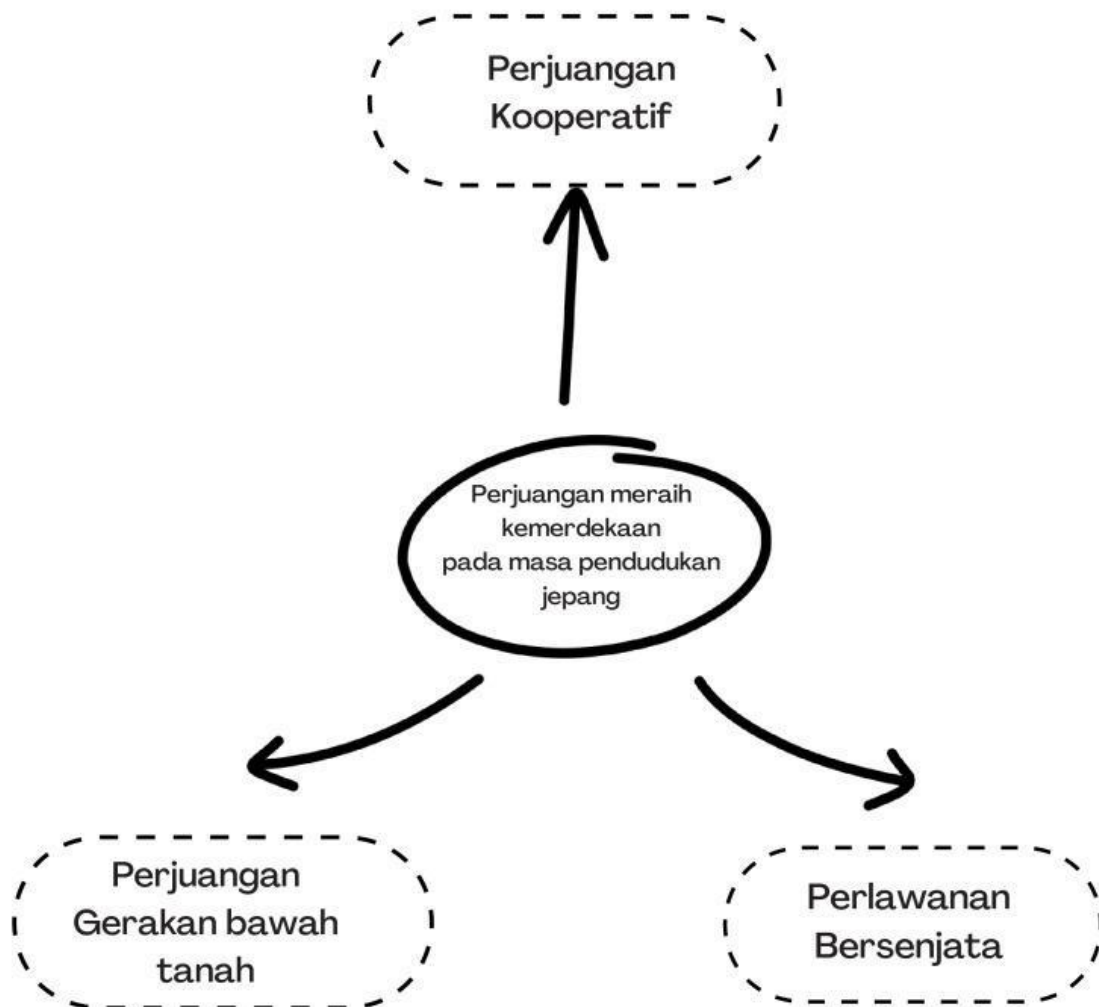 Perjuangan
Kooperatif
Perjuangan meraih
kemerdekaan
pada masa pendudukan
jepang
Perjuangan
Gerakan bawah
tanah
Perlawanan
Bersenjata